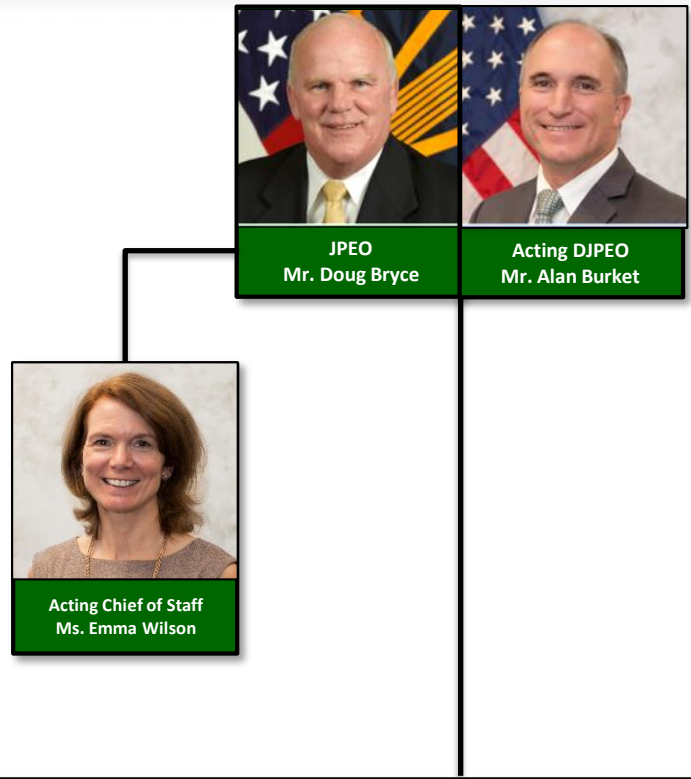 JPEO
Mr. Doug Bryce
Acting DJPEO
Mr. Alan Burket
Acting Chief of Staff
Ms. Emma Wilson